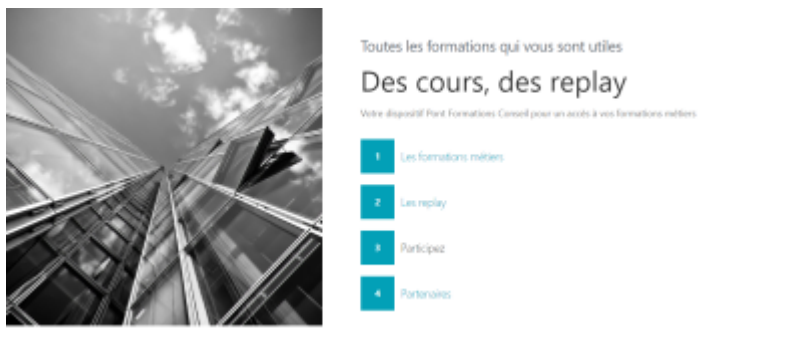 Toutes les formations qui vous sont utiles
Des cours, des replay
Votre dispositif Pont Formations Conseil pour un accès à vos formations métiers
1 Les formations métiers
2 Les replay
3 Participez
4 Partenaires